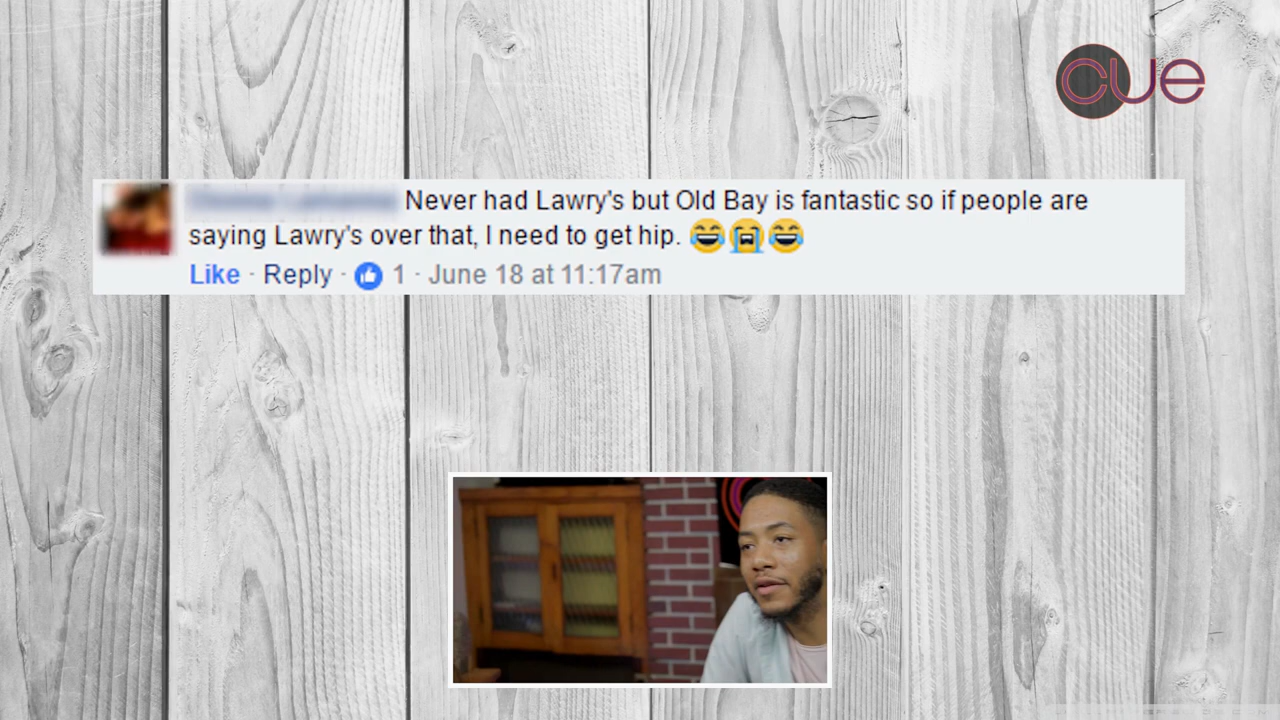 cue
Never had Lawry's but Old Bay is fantastic so if people are
saying Lawry's over that, I need to get hip. 😂😭😂
Like · Reply · 1 · June 18 at 11:17am